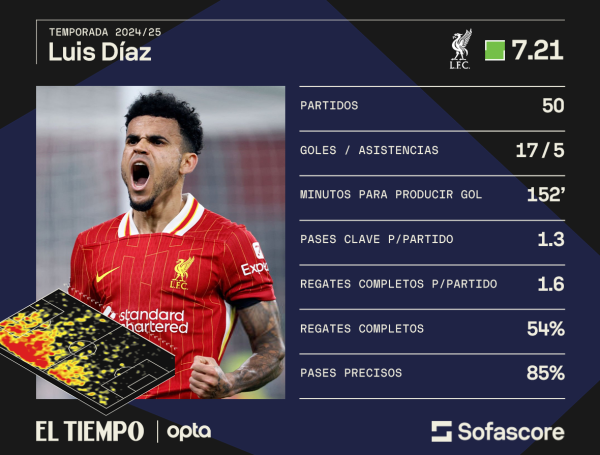 TEMPORADA 2024/25
Luis Díaz
L.F.C.
7.21
PARTIDOS 50
GOLES / ASISTENCIAS 17 / 5
MINUTOS PARA PRODUCIR GOL 152’
PASES CLAVE P/PARTIDO 1.3
REGATES COMPLETOS P/PARTIDO 1.6
REGATES COMPLETOS 54%
PASES PRECISOS 85%
Expe
L.F.C.
standard
chartered
EL TIEMPO
opta
Sofascore